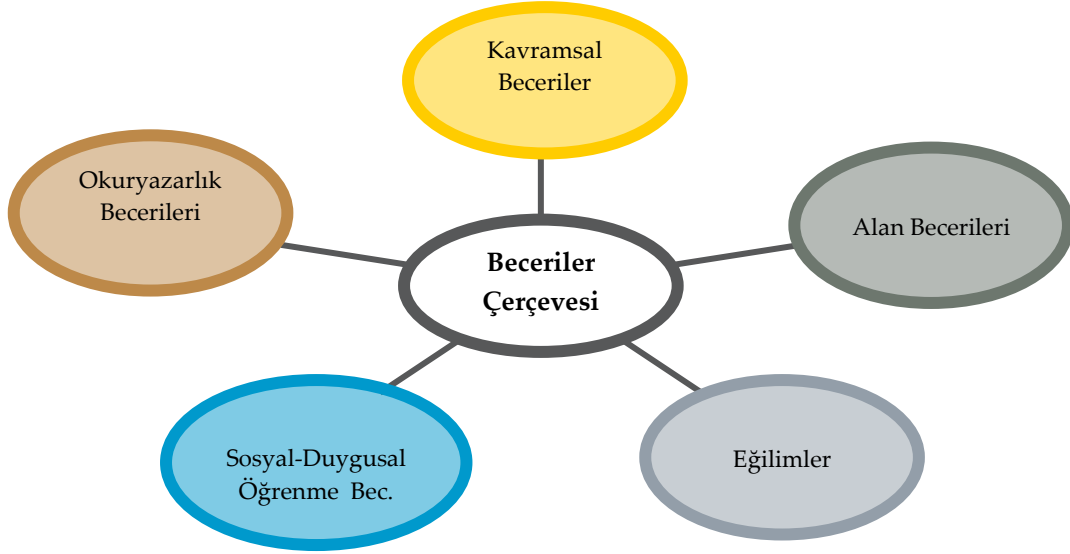 Kavramsal
Beceriler
Okuryazarlık
Becerileri
Alan Becerileri
Beceriler
Çerçevesi
Sosyal-Duygusal
Öğrenme Bec.
Eğilimler